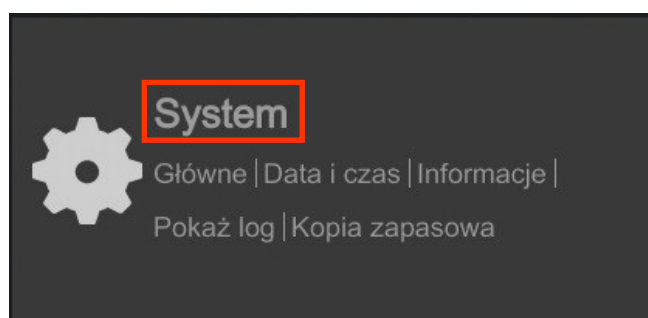 System
Główne | Data i czas | Informacje |
Pokaż log | Kopia zapasowa